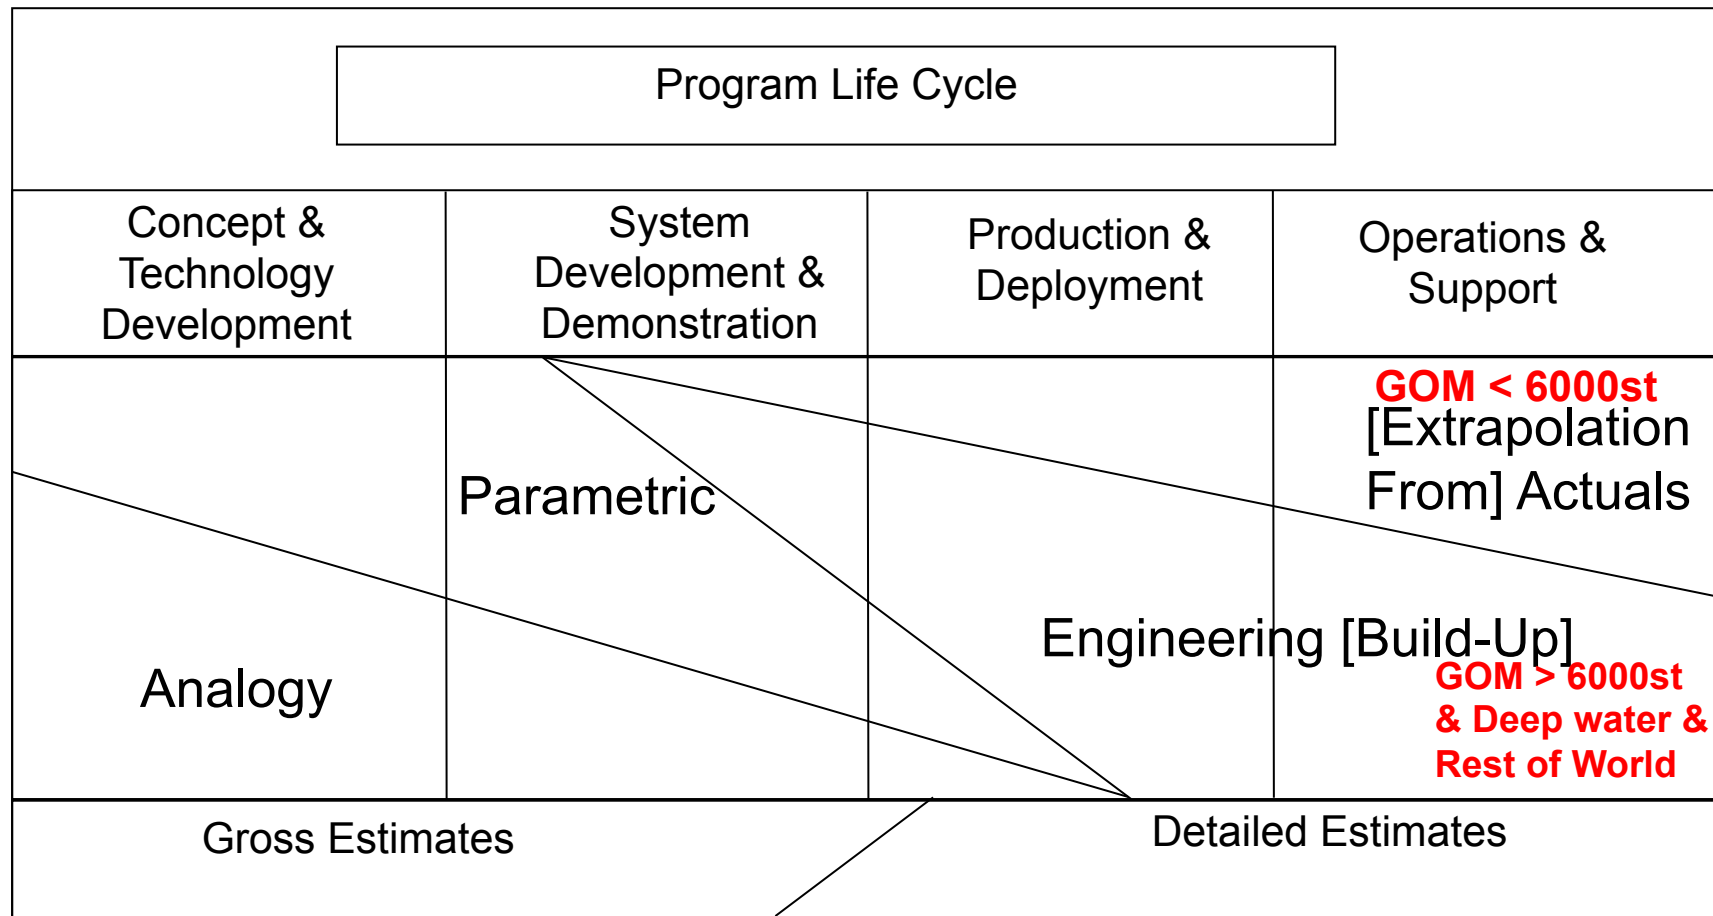 Program Life Cycle
Concept &
Technology
Development
System
Development &
Demonstration
Production &
Deployment
Operations &
Support
GOM < 6000st
[Extrapolation
From] Actuals
Parametric
Engineering [Build-Up]
Analogy
GOM > 6000st
& Deep water &
Rest of World
Gross Estimates
Detailed Estimates